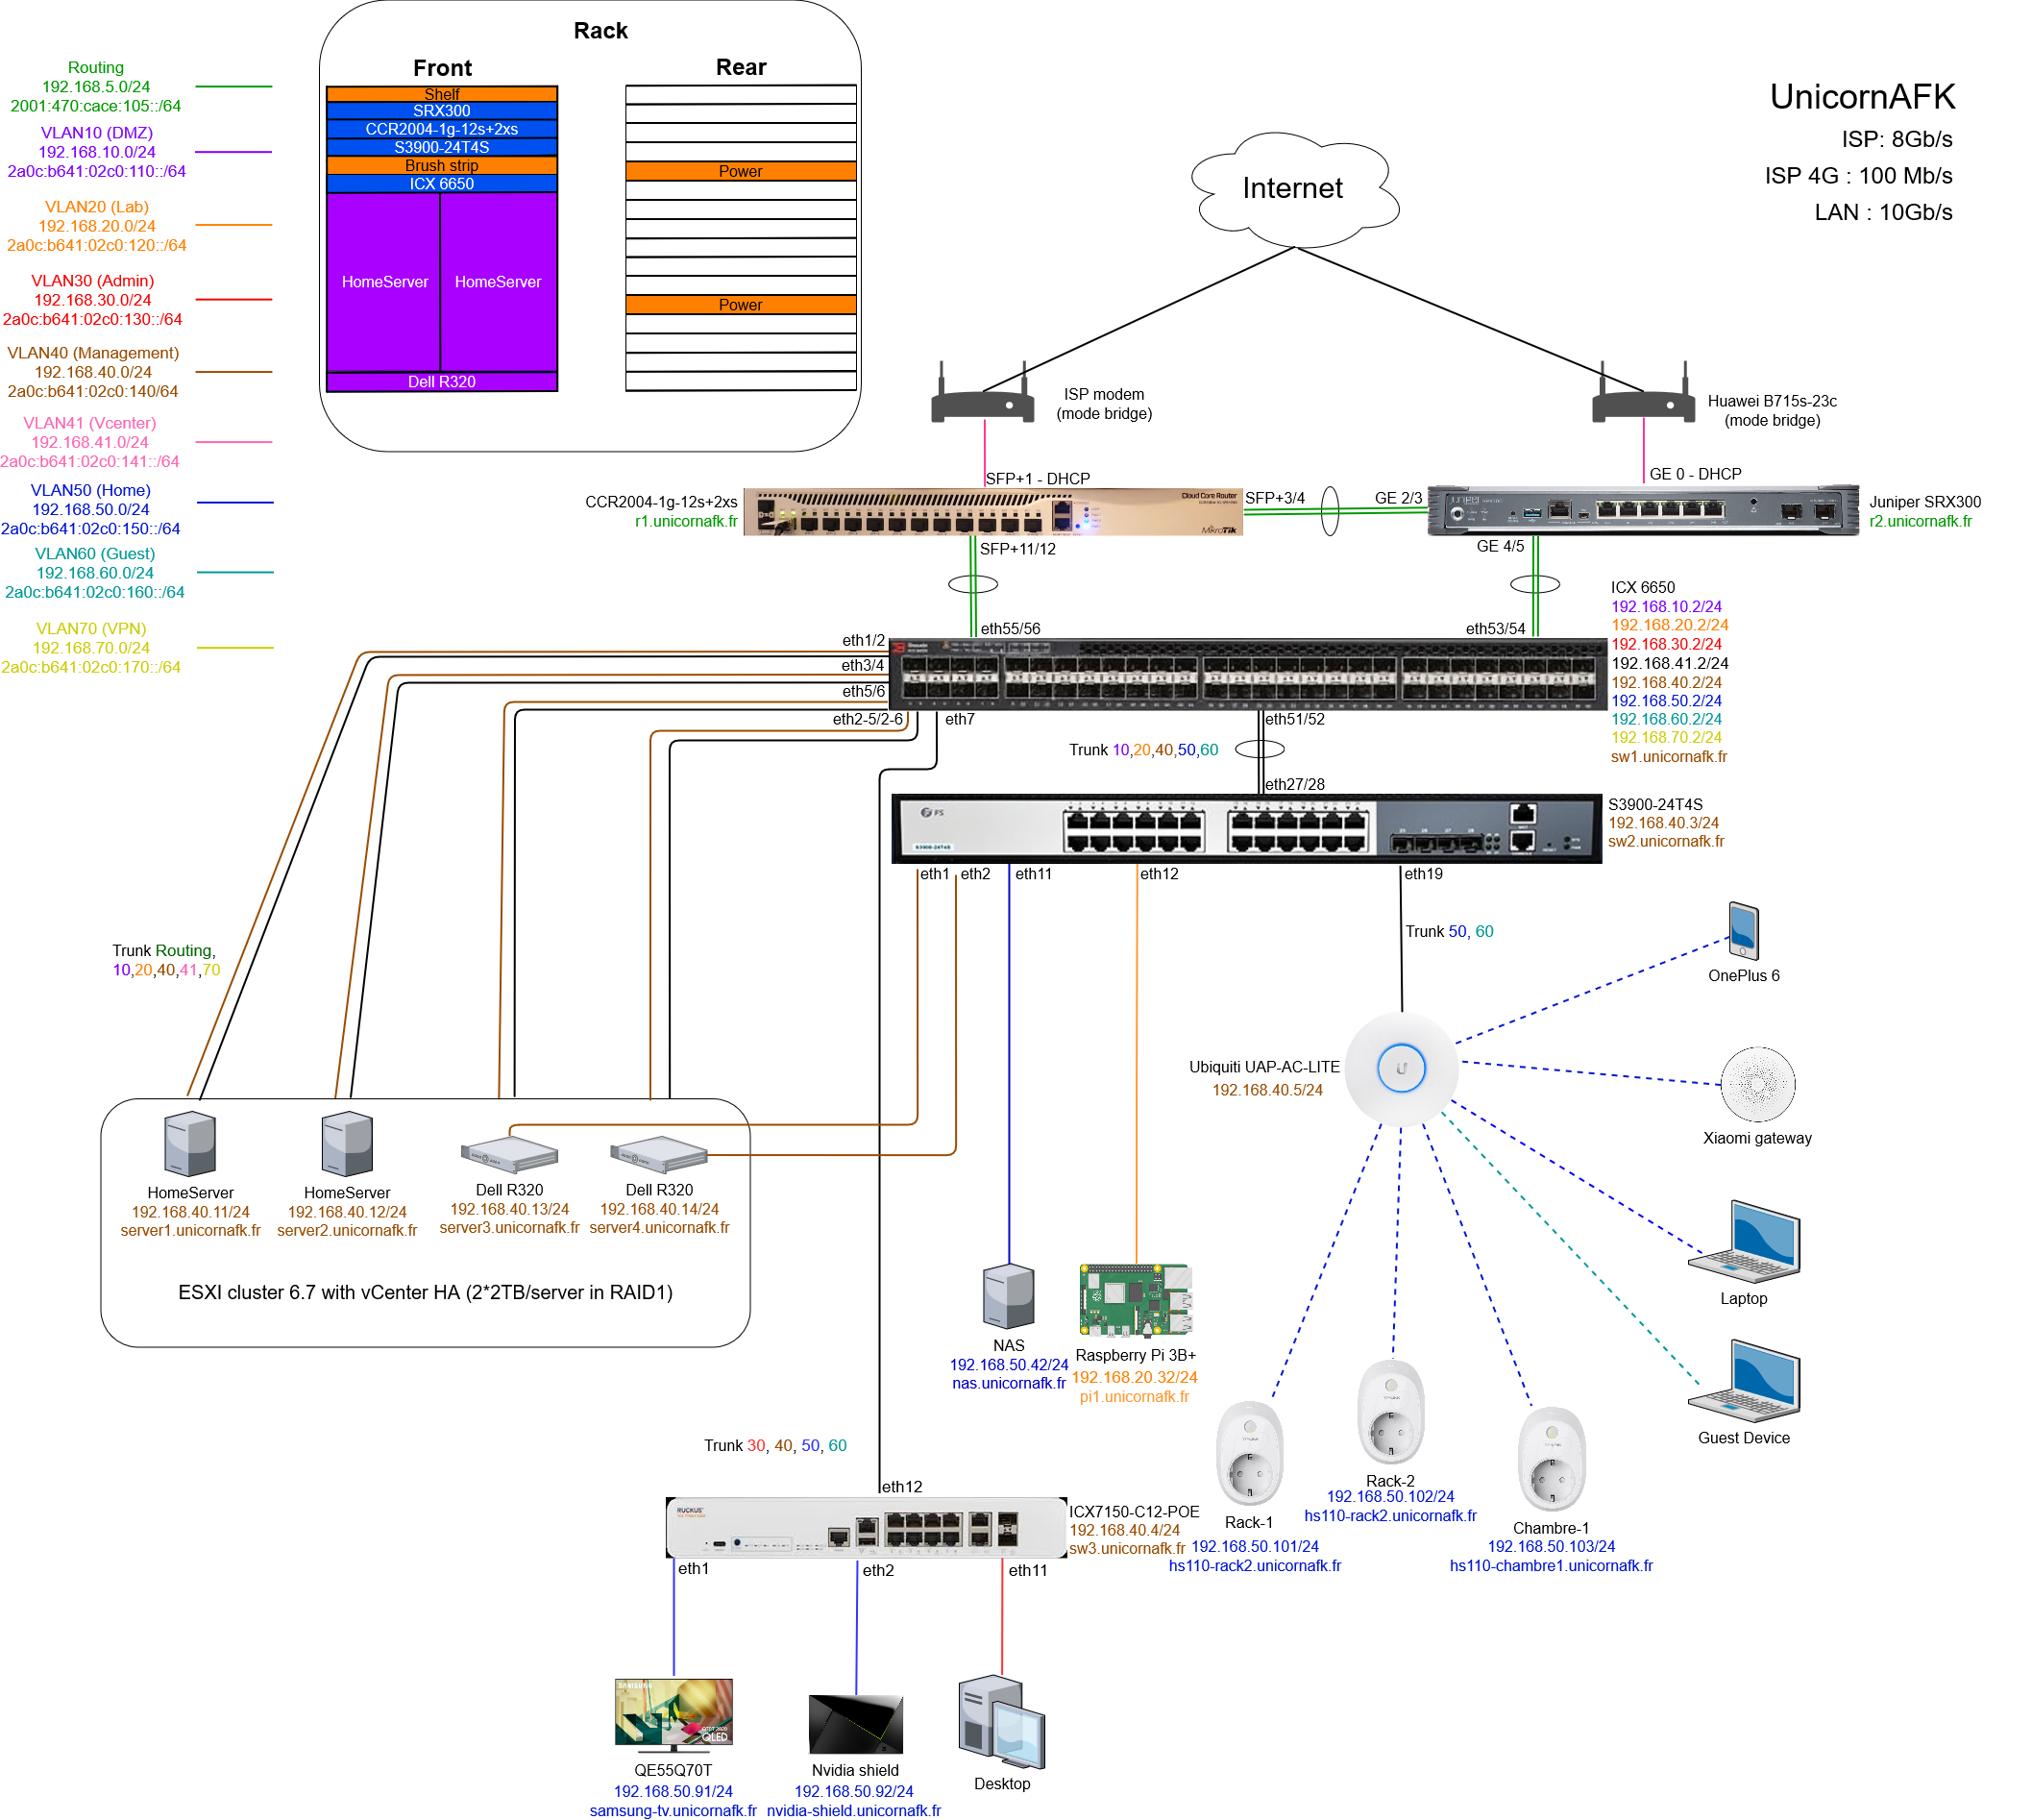 Rack
Front
Rear
Shelf
SRX300
CCR2004-1g-12s+2xs
S3900-24T4S
Brush strip
ICX 6650
HomeServer
HomeServer
Dell R320
Power
Power
Routing
192.168.5.0/24
2001:470:cace:105::/64
VLAN10 (DMZ)
192.168.10.0/24
2a0c:b641:02c0:110::/64
VLAN20 (Lab)
192.168.20.0/24
2a0c:b641:02c0:120::/64
VLAN30 (Admin)
192.168.30.0/24
2a0c:b641:02c0:130::/64
VLAN40 (Management)
192.168.40.0/24
2a0c:b641:02c0:140/64
VLAN41 (Vcenter)
192.168.41.0/24
2a0c:b641:02c0:141::/64
VLAN50 (Home)
192.168.50.0/24
2a0c:b641:02c0:150::/64
VLAN60 (Guest)
192.168.60.0/24
2a0c:b641:02c0:160::/64
VLAN70 (VPN)
192.168.70.0/24
2a0c:b641:02c0:170::/64
UnicornAFK
ISP: 8Gb/s
ISP 4G : 100 Mb/s
LAN : 10Gb/s
Internet
ISP modem
(mode bridge)
Huawei B715s-23c
(mode bridge)
SFP+1 - DHCP
GE 0 - DHCP
CCR2004-1g-12s+2xs
r1.unicornafk.fr
Cloud Core Router
MikroTik
SFP+3/4
GE 2/3
Juniper SRX300
r2.unicornafk.fr
SFP+11/12
GE 4/5
eth55/56
eth53/54
ICX 6650
192.168.10.2/24
192.168.20.2/24
192.168.30.2/24
192.168.41.2/24
192.168.40.2/24
192.168.50.2/24
192.168.60.2/24
192.168.70.2/24
sw1.unicornafk.fr
eth1/2
eth3/4
eth5/6
eth2-5/2-6
eth7
eth51/52
Trunk 10,20,40,50,60
eth27/28
FS
S3900-24T4S
S3900-24T4S
192.168.40.3/24
sw2.unicornafk.fr
eth1
eth2
eth11
eth12
eth19
Trunk Routing,
10,20,40,41,70
Trunk 50, 60
OnePlus 6
Ubiquiti UAP-AC-LITE
192.168.40.5/24
Xiaomi gateway
Laptop
Guest Device
HomeServer
192.168.40.11/24
server1.unicornafk.fr
HomeServer
192.168.40.12/24
server2.unicornafk.fr
Dell R320
192.168.40.13/24
server3.unicornafk.fr
Dell R320
192.168.40.14/24
server4.unicornafk.fr
ESXI cluster 6.7 with vCenter HA (2*2TB/server in RAID1)
NAS
192.168.50.42/24
nas.unicornafk.fr
Raspberry Pi 3B+
192.168.20.32/24
pi1.unicornafk.fr
Rack-1
192.168.50.101/24
hs110-rack2.unicornafk.fr
Rack-2
192.168.50.102/24
hs110-rack2.unicornafk.fr
Chambre-1
192.168.50.103/24
hs110-chambre1.unicornafk.fr
Trunk 30, 40, 50, 60
eth12
RUCKUS
ICX7150-C12-POE
192.168.40.4/24
sw3.unicornafk.fr
eth1
eth2
eth11
SAMSUNG
QLED
QE55Q70T
192.168.50.91/24
samsung-tv.unicornafk.fr
Nvidia shield
192.168.50.92/24
nvidia-shield.unicornafk.fr
Desktop